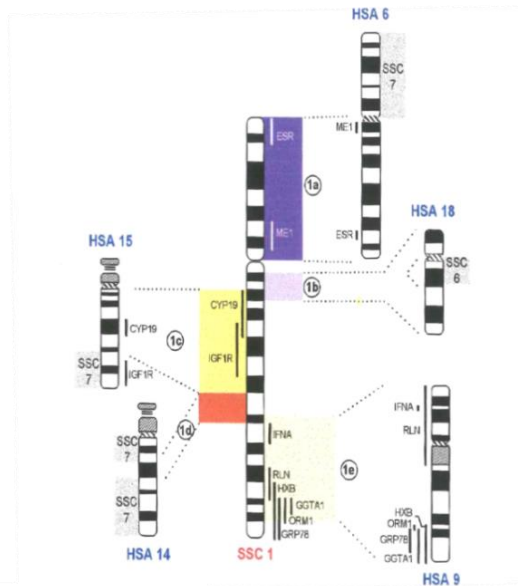 HSA 6
SSC
7
ME1
ESR
1a
ME1
ESR
HSA 18
SSC
6
HSA 15
1b
CYP19
CYP19
1c
IGF1R
SSC
7
IGF1R
1d
SSC
7
SSC
7
HSA 14
IFNA
IFNA
RLN
1e
RLN
HXB
GGTA1
ORM1
GRP78
SSC 1
HXB
ORM1
GRP78
GGTA1
HSA 9